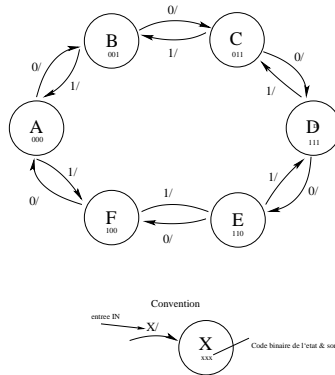 0/
B
001
0/
1/
C
011
0/
1/
0/
1/
A
000
D
111
1/
0/
F
100
1/
0/
E
110
1/
0/
Convention
entree IN
X/
X
xxx
Code binaire de l'etat & sor